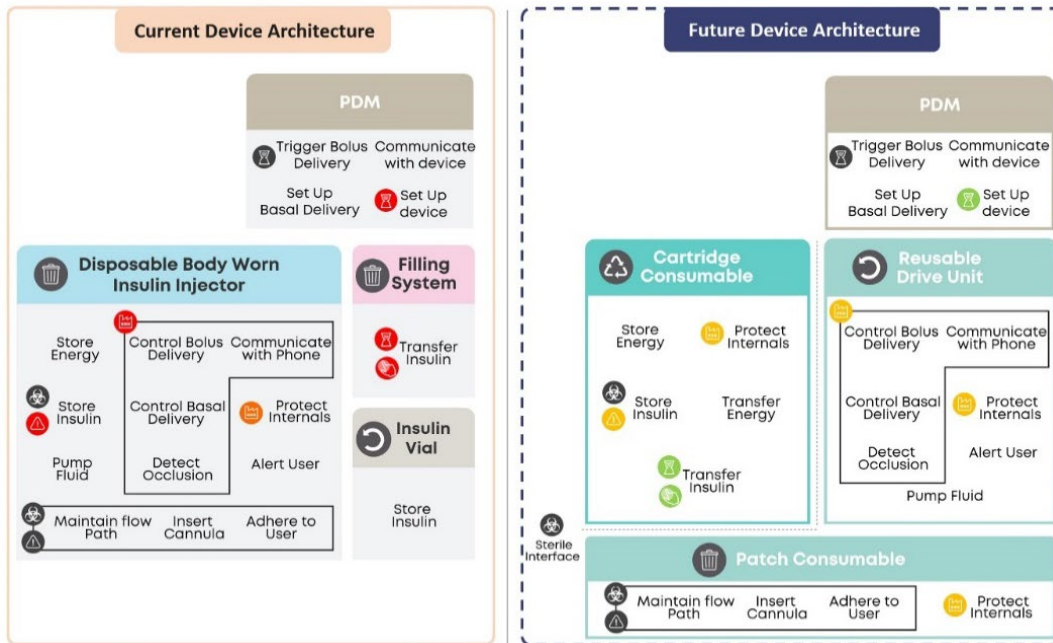 Current Device Architecture
PDM
Trigger Bolus
Delivery
Communicate
with device
Set Up
Basal Delivery
Set Up
device
Disposable Body Worn
Insulin Injector
Store
Energy
Control Bolus
Delivery
Communicate
with Phone
Store
Insulin
Control Basal
Delivery
Protect
Internals
Pump
Fluid
Detect
Occlusion
Alert User
Maintain flow
Path
Insert
Cannula
Adhere to
User
Filling
System
Transfer
Insulin
Insulin
Vial
Store
Insulin
Future Device Architecture
PDM
Trigger Bolus
Delivery
Communicate
with device
Set Up
Basal Delivery
Set Up
device
Cartridge
Consumable
Store
Energy
Protect
Internals
Store
Insulin
Transfer
Energy
Transfer
Insulin
Reusable
Drive Unit
Control Bolus
Delivery
Communicate
with Phone
Control Basal
Delivery
Protect
Internals
Detect
Occlusion
Alert User
Pump Fluid
Sterile
Interface
Patch Consumable
Maintain flow
Path
Insert
Cannula
Adhere to
User
Protect
Internals